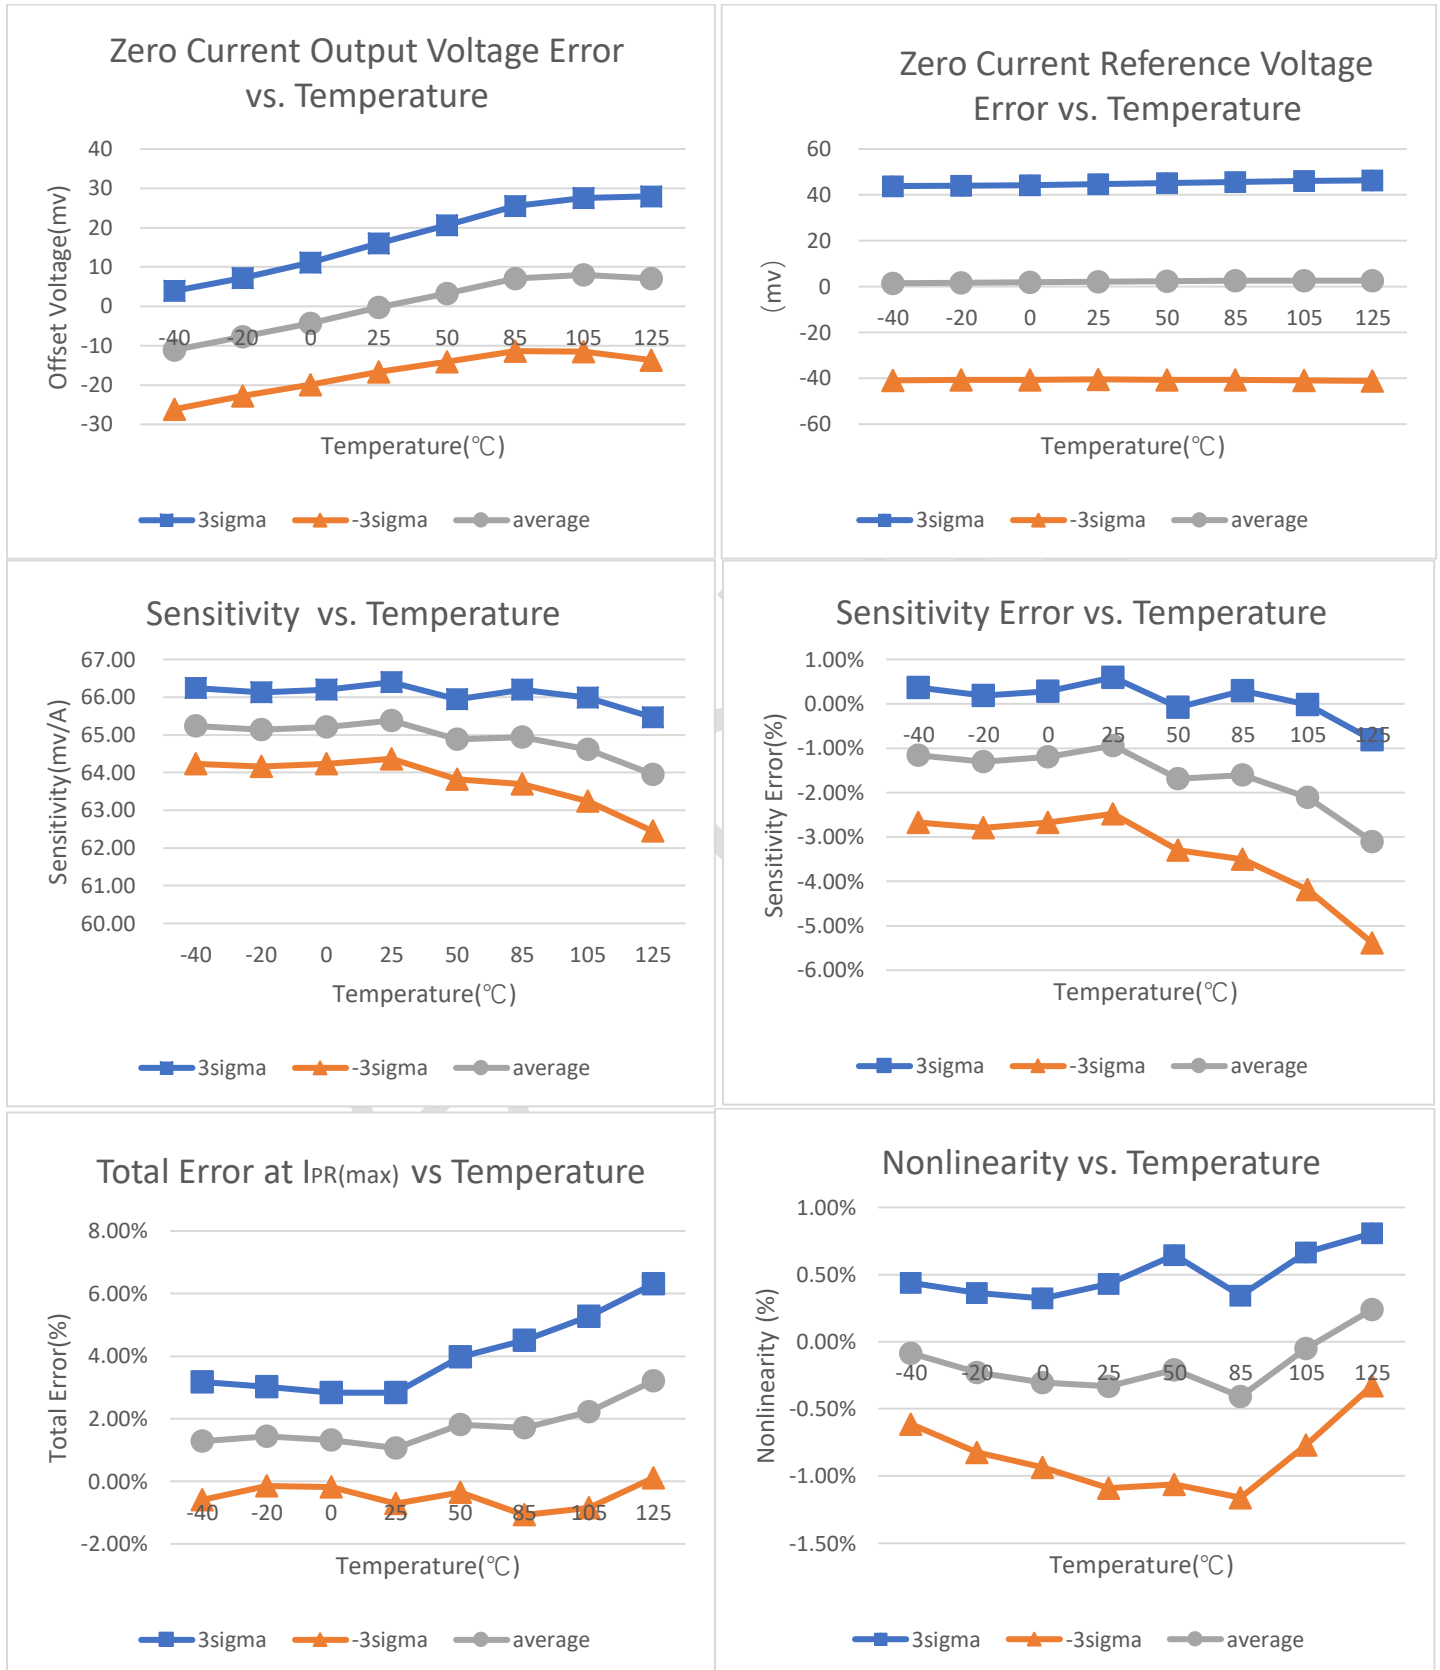 Zero Current Output Voltage Error
vs. Temperature
40
30
20
10
0
-10
-20
-30
Offset Voltage(mv)
-40 -20 0 25 50 85 105 125
Temperature(℃)
3sigma -3sigma average
Zero Current Reference Voltage
Error vs. Temperature
60
40
20
0
-20
-40
-60
(mv)
-40 -20 0 25 50 85 105 125
Temperature(℃)
3sigma -3sigma average
Sensitivity vs. Temperature
67.00
66.00
65.00
64.00
63.00
62.00
61.00
60.00
Sensitivity(mv/A)
-40 -20 0 25 50 85 105 125
Temperature(℃)
3sigma -3sigma average
Sensitivity Error vs. Temperature
1.00%
0.00%
-1.00%
-2.00%
-3.00%
-4.00%
-5.00%
-6.00%
Sensitivity Error(%)
-40 -20 0 25 50 85 105 125
Temperature(℃)
3sigma -3sigma average
Total Error at IPR(max) vs Temperature
8.00%
6.00%
4.00%
2.00%
0.00%
-2.00%
Total Error(%)
-40 -20 0 25 50 85 105 125
Temperature(℃)
3sigma -3sigma average
Nonlinearity vs. Temperature
1.00%
0.50%
0.00%
-0.50%
-1.00%
-1.50%
Nonlinearity (%)
-40 -20 0 25 50 85 105 125
Temperature(℃)
3sigma -3sigma average